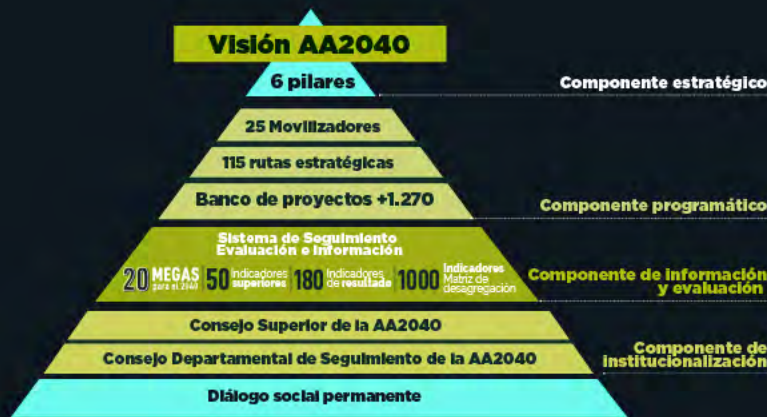 Visión AA2040
6 pilares
Componente estratégico
25 Movilizadores
115 rutas estratégicas
Banco de proyectos +1.270
Componente programático
Sistema de Seguimiento
Evaluación e Información
20 MEGAS para el 2040
50 Indicadores superiores
180 Indicadores de resultado
1000 Indicadores Matriz de desagregación
Componente de información
y evaluación
Consejo Superior de la AA2040
Consejo Departamental de Seguimiento de la AA2040
Componente de
institucionalización
Diálogo social permanente